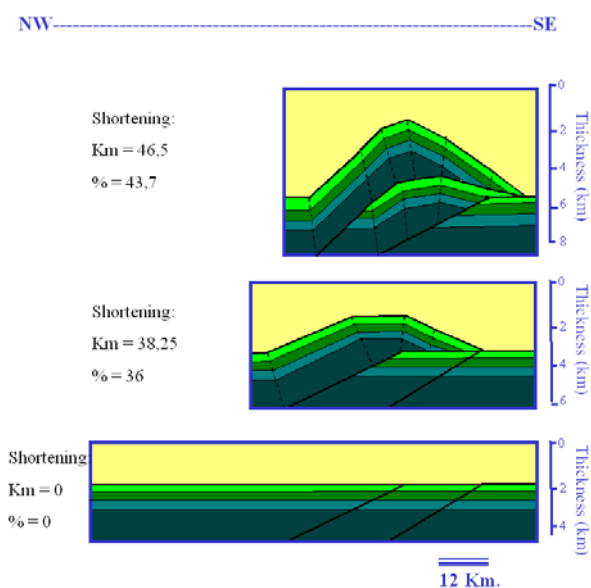 NW-------------------------------------------------------------SE
Shortening:
Km = 46,5
% = 43,7
0
2
4
6
8
Thickness (km)
Shortening:
Km = 38,25
% = 36
0
2
4
6
Thickness (km)
Shortening:
Km = 0
% = 0
0
2
4
Thickness (km)
12 Km.